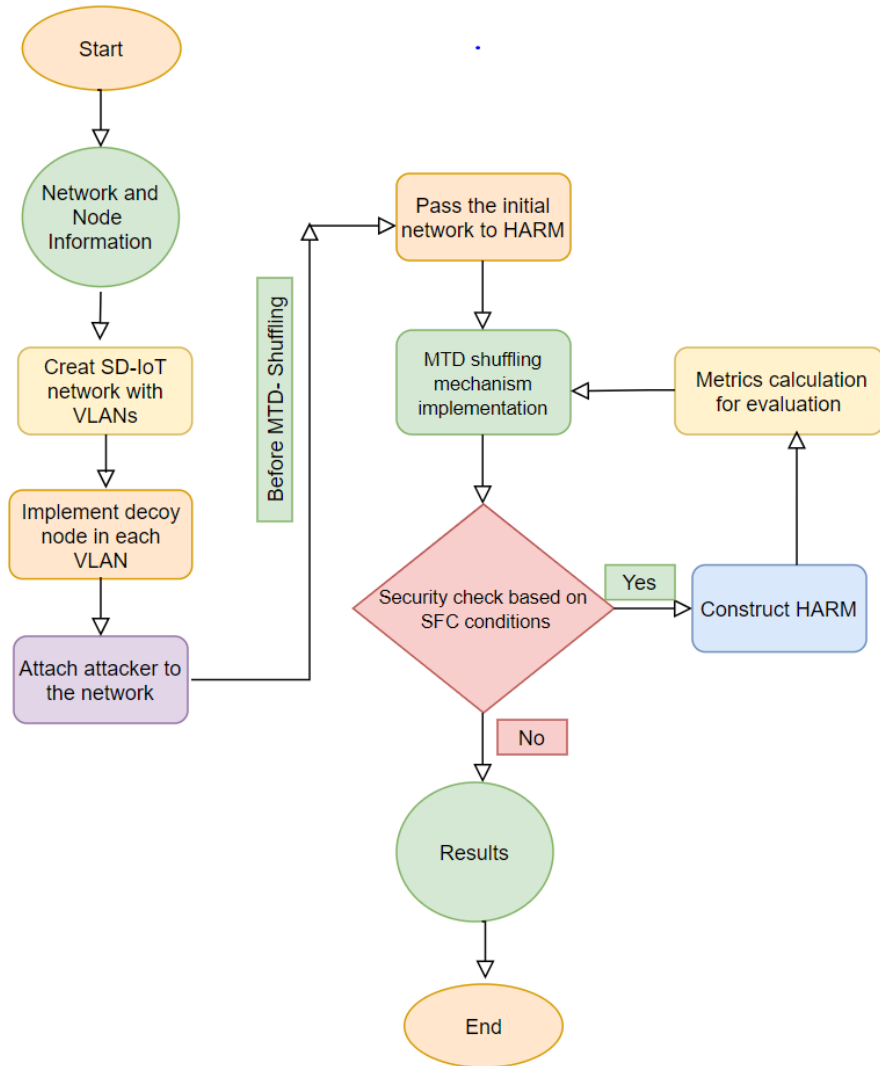 Start
Network and
Node
Information
Creat SD-IoT
network with
VLANs
Implement decoy
node in each
VLAN
Attach attacker to
the network
Before MTD- Shuffling
Pass the initial
network to HARM
MTD shuffling
mechanism
implementation
Metrics calculation
for evaluation
Security check based on
SFC conditions
Yes
Construct HARM
No
Results
End